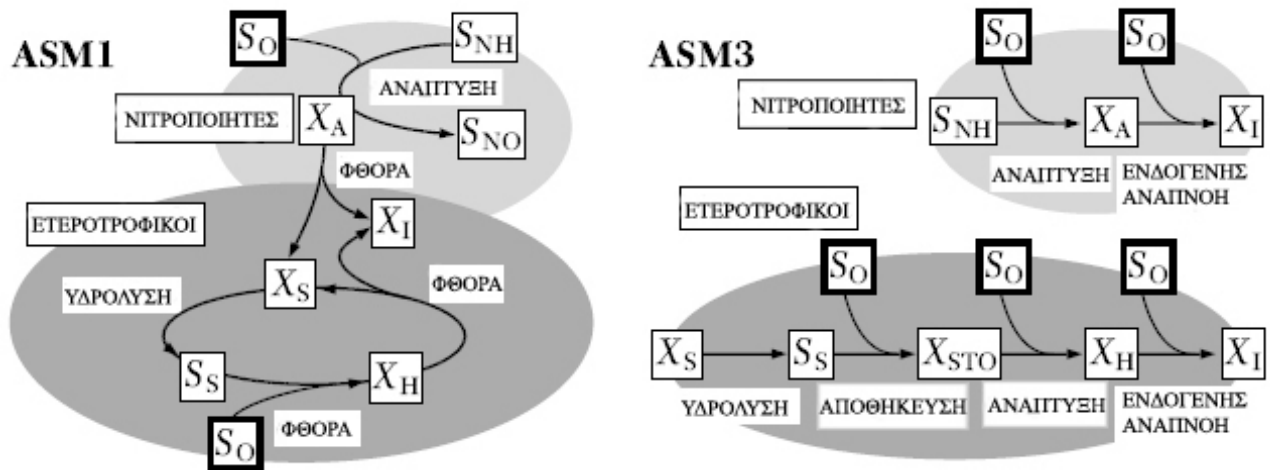 ASM1
S_O
S_NH
ΑΝΑΠΤΥΞΗ
ΝΙΤΡΟΠΟΙΗΤΕΣ
X_A
S_NO
ΦΘΟΡΑ
ΕΤΕΡΟΤΡΟΦΙΚΟΙ
X_I
X_S
ΦΘΟΡΑ
ΥΔΡΟΛΥΣΗ
S_S
X_H
S_O
ΦΘΟΡΑ
ASM3
S_O
S_O
ΝΙΤΡΟΠΟΙΗΤΕΣ
S_NH
X_A
X_I
ΑΝΑΠΤΥΞΗ
ΕΝΔΟΓΕΝΗΣ
ΑΝΑΠΝΟΗ
ΕΤΕΡΟΤΡΟΦΙΚΟΙ
S_O
S_O
S_O
X_S
S_S
X_STO
X_H
X_I
ΥΔΡΟΛΥΣΗ
ΑΠΟΘΗΚΕΥΣΗ
ΑΝΑΠΤΥΞΗ
ΕΝΔΟΓΕΝΗΣ
ΑΝΑΠΝΟΗ